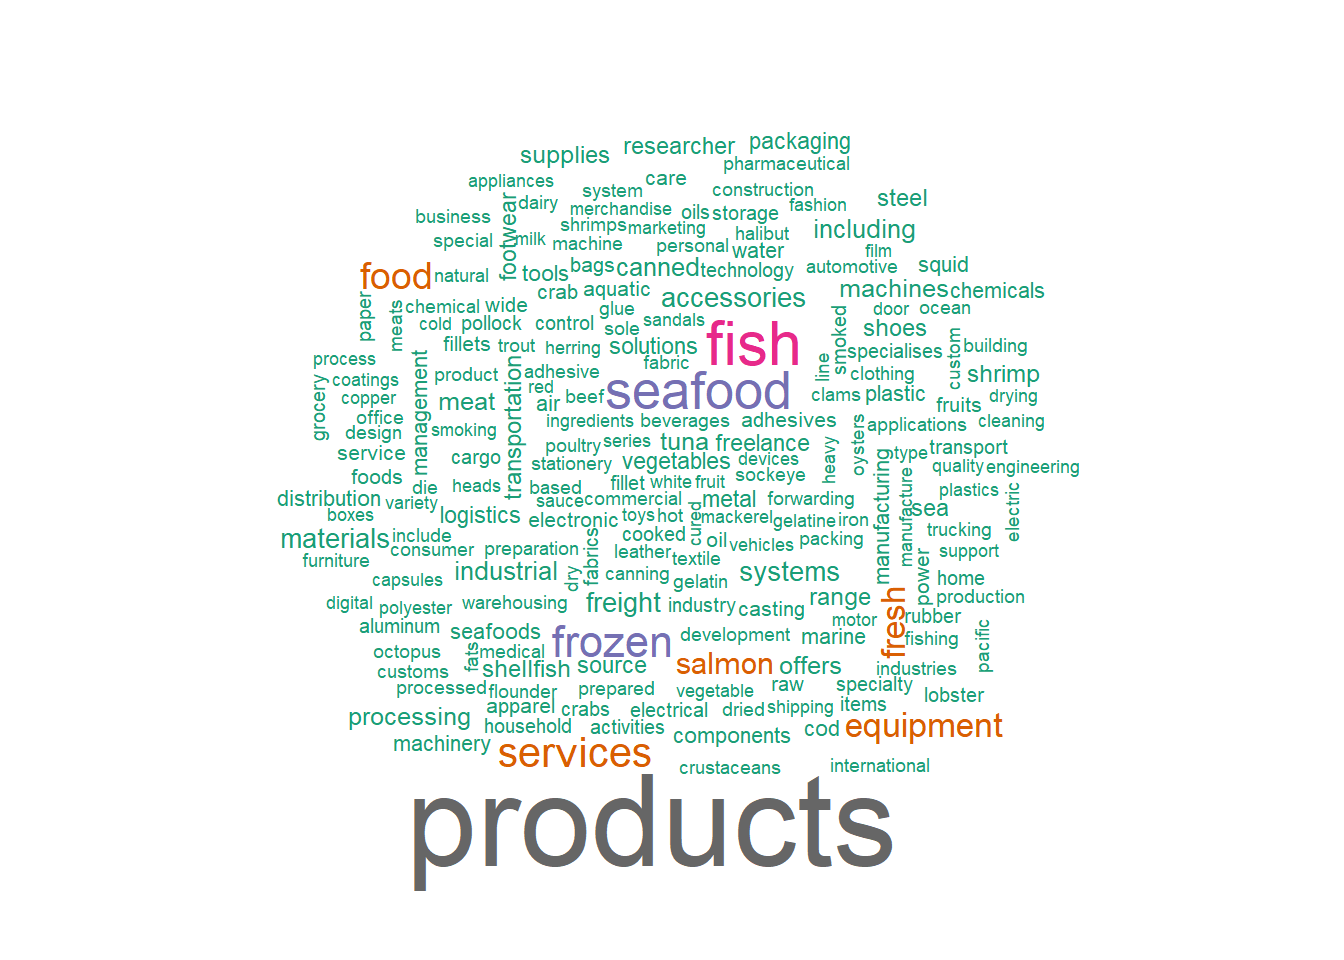 packaging
researcher
supplies
pharmaceutical
care
appliances
system
construction
steel
dairy
merchandise
oils
storage
fashion
business
footwear
shrimps
marketing
halibut
including
special
milk
machine
personal
water
film
food
natural
tools
bags
canned
technology
automotive
squid
crab
aquatic
accessories
machines
chemicals
paper
meats
chemical
wide
glue
door
ocean
cold
pollock
control
sole
sandals
fish
smoked
shoes
fillets
trout
herring
solutions
specialises
custom
building
process
fabric
line
grocery
coatings
management
product
transportation
adhesive
red
seafood
clothing
shrimp
copper
meat
air
beef
clams
plastic
fruits
drying
office
design
smoking
ingredients
beverages
adhesives
oysters
applications
cleaning
service
poultry
series
tuna
freelance
heavy
type
transport
cargo
stationery
vegetables
devices
manufacturing
quality
engineering
foods
die
heads
based
fillet
white
fruit
sockeye
manufacture
plastics
electric
distribution
variety
sauce
commercial
metal
forwarding
sea
boxes
logistics
electronic
toys
hot
cured
mackerel
gelatine
iron
trucking
materials
include
cooked
oil
vehicles
packing
consumer
preparation
fabrics
leather
textile
power
support
furniture
capsules
industrial
dry
canning
gelatin
systems
home
digital
polyester
warehousing
freight
industry
casting
range
fresh
production
aluminum
seafoods
motor
rubber
frozen
development
marine
fishing
pacific
octopus
fats
medical
customs
shellfish
source
salmon
offers
industries
processed
flounder
prepared
vegetable
raw
specialty
lobster
processing
apparel
crabs
electrical
dried
shipping
items
household
activities
components
cod
equipment
machinery
services
crustaceans
international
products